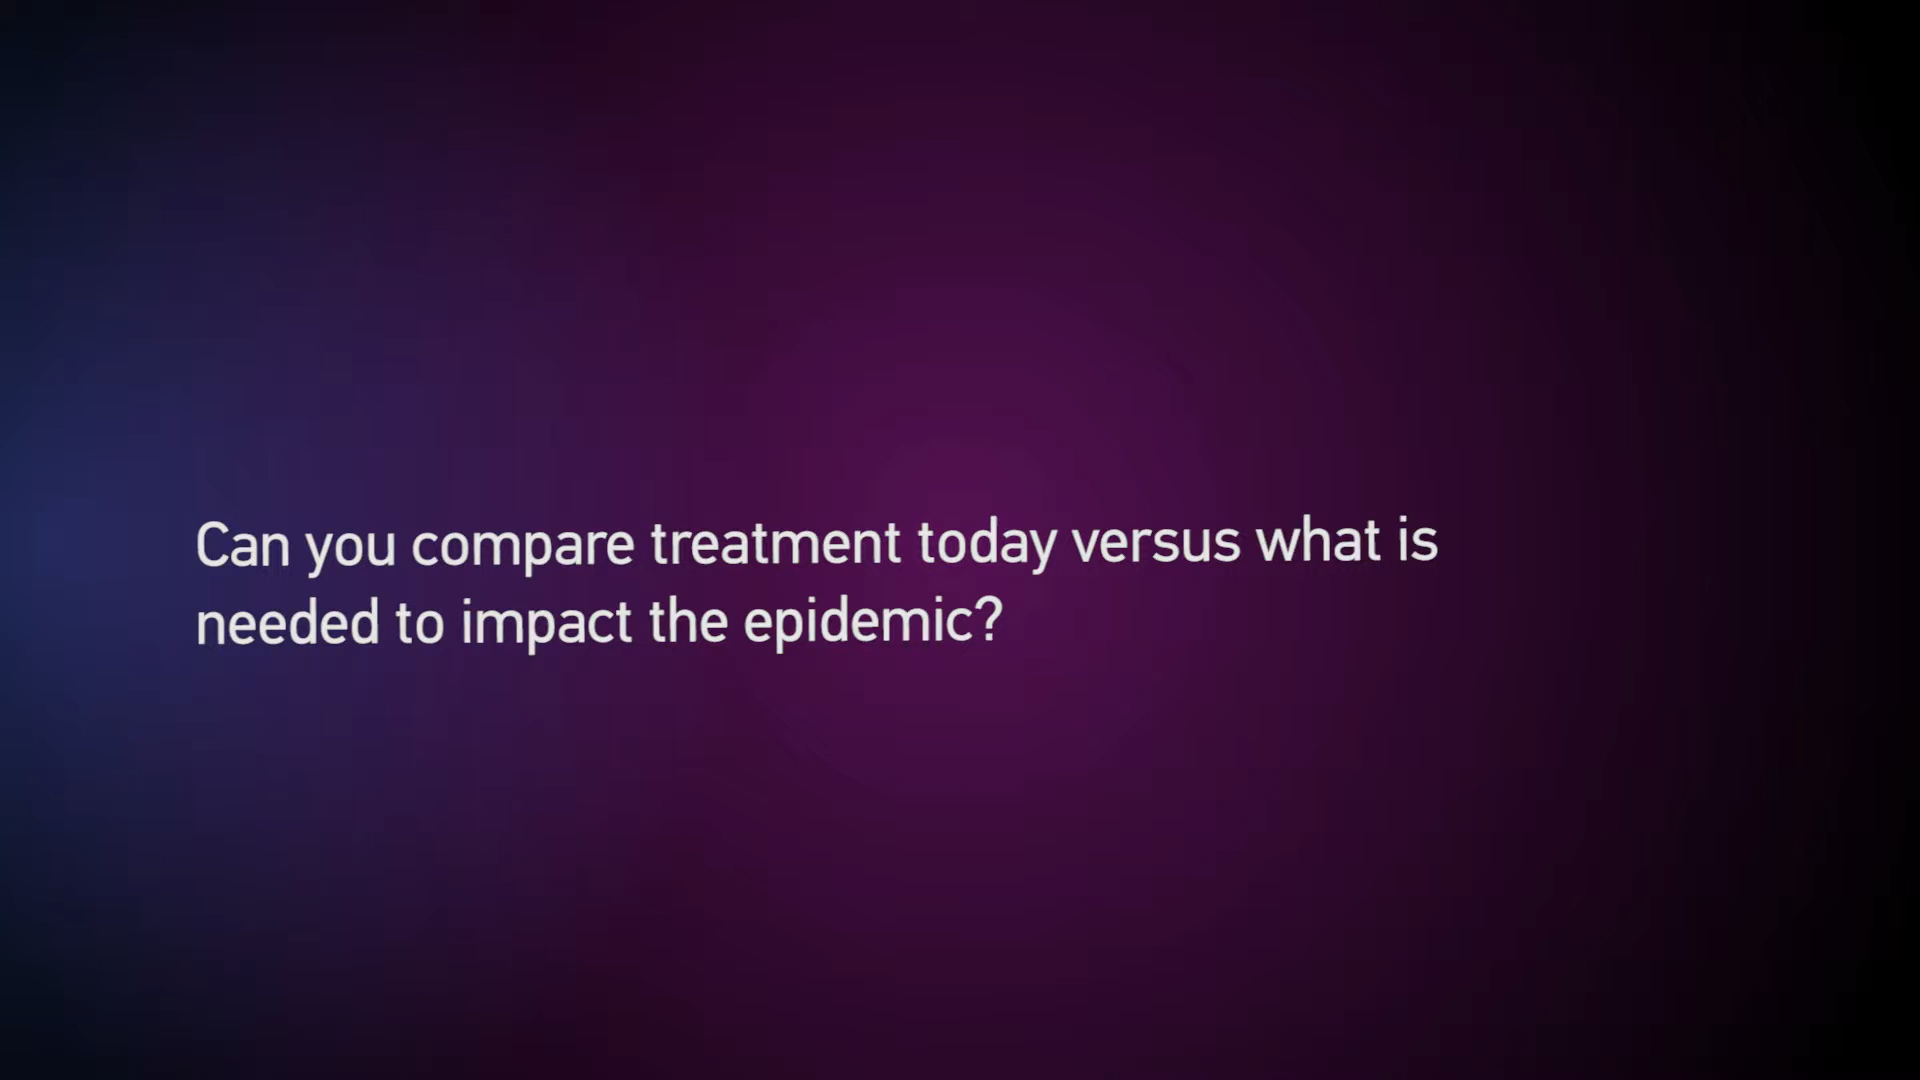 Can you compare treatment today versus what is
needed to impact the epidemic?